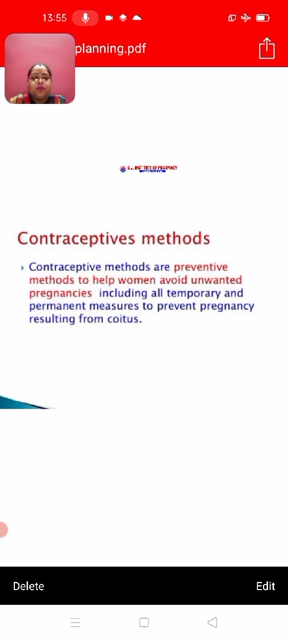 13:55
planning.pdf
Contraceptives methods
Contraceptive methods are preventive
methods to help women avoid unwanted
pregnancies including all temporary and
permanent measures to prevent pregnancy
resulting from coitus.
Delete Edit